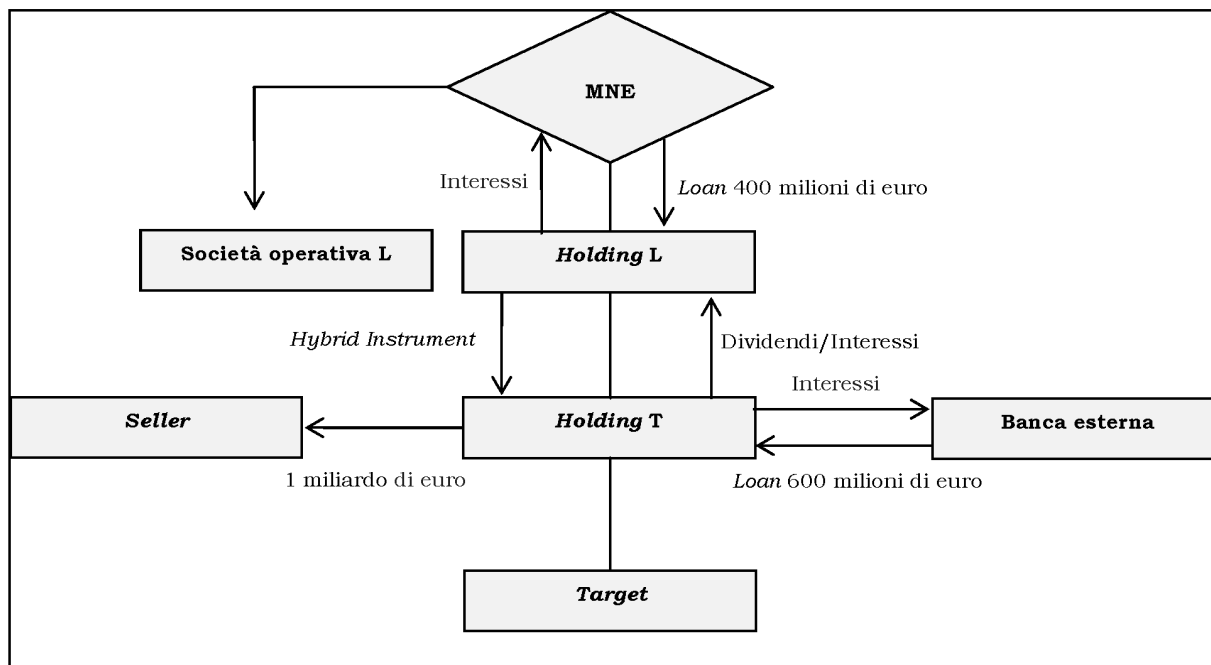 MNE
Interessi
Loan 400 milioni di euro
Società operativa L
Holding L
Hybrid Instrument
Dividendi/Interessi
Interessi
Seller
Holding T
Banca esterna
1 miliardo di euro
Loan 600 milioni di euro
Target